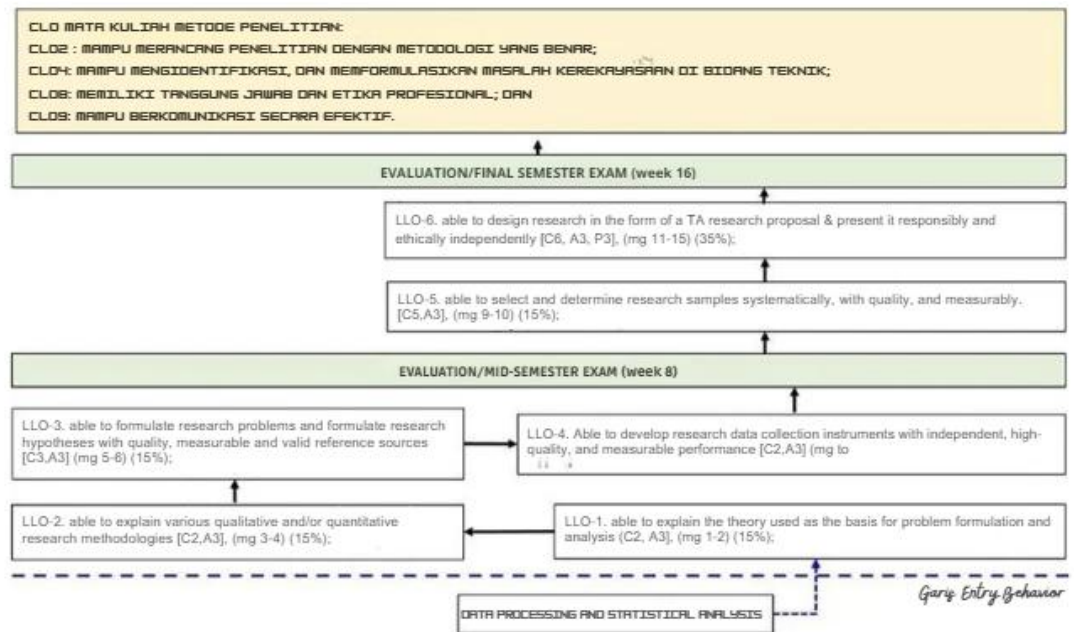 CLO MATA KULIAH METODE PENELITIAN:
CLO2 : MAMPU MERANCANG PENELITIAN DENGAN METODOLOGI YANG BENAR;
CLO4: MAMPU MENGIDENTIFIKASI, DAN MEMFORMULASIKAN MASALAH KEREKAYASAAN DI BIDANG TEKNIK;
CLO8: MEMILIKI TANGGUNG JAWAB DAN ETIKA PROFESIONAL; DAN
CLO9: MAMPU BERKOMUNIKASI SECARA EFEKTIF.
EVALUATION/FINAL SEMESTER EXAM (week 16)
LLO-6. able to design research in the form of a TA research proposal & present it responsibly and
ethically independently [C6, A3, P3], (mg 11-15) (35%);
LLO-5. able to select and determine research samples systematically, with quality, and measurably.
[C5,A3], (mg 9-10) (15%);
EVALUATION/MID-SEMESTER EXAM (week 8)
LLO-3. able to formulate research problems and formulate research
hypotheses with quality, measurable and valid reference sources
[C3,A3] (mg 5-6) (15%);
LLO-4. Able to develop research data collection instruments with independent, high-
quality, and measurable performance [C2,A3] (mg to
LLO-2. able to explain various qualitative and/or quantitative
research methodologies [C2,A3], (mg 3-4) (15%);
LLO-1. able to explain the theory used as the basis for problem formulation and
analysis (C2, A3], (mg 1-2) (15%);
Garis Entry Behavior
DATA PROCESSING AND STATISTICAL ANALYSIS